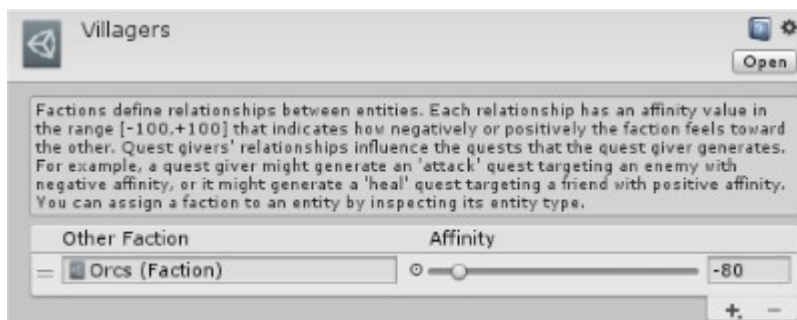 Villagers
Open
Factions define relationships between entities. Each relationship has an affinity value in
the range [-100,+100] that indicates how negatively or positively the faction feels toward
the other. Quest givers' relationships influence the quests that the quest giver generates.
For example, a quest giver might generate an 'attack' quest targeting an enemy with
negative affinity, or it might generate a 'heal' quest targeting a friend with positive affinity.
You can assign a faction to an entity by inspecting its entity type.
Other Faction Affinity
Orcs (Faction) -80